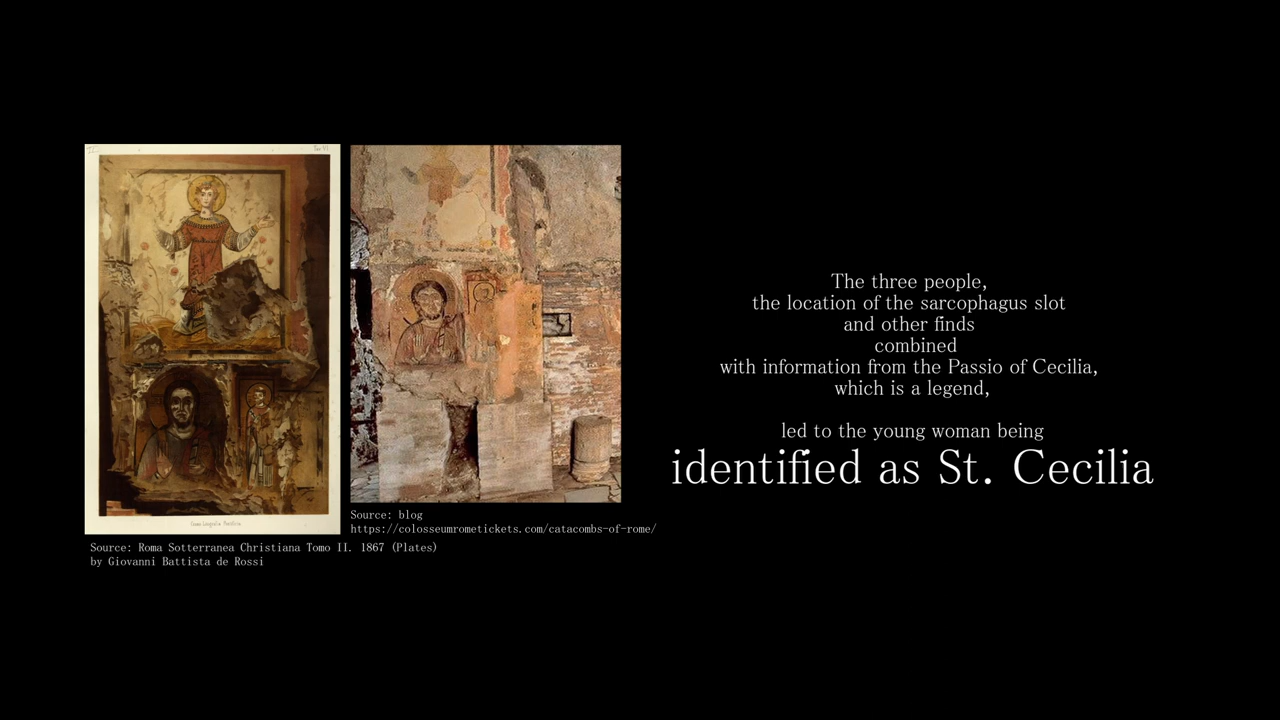 The three people,
the location of the sarcophagus slot
and other finds
combined
with information from the Passio of Cecilia,
which is a legend,
led to the young woman being
identified as St. Cecilia
Source: blog
https://colosseumrometickets.com/catacombs-of-rome/
Source: Roma Sotterranea Christiana Tomo II. 1867 (Plates)
by Giovanni Battista de Rossi